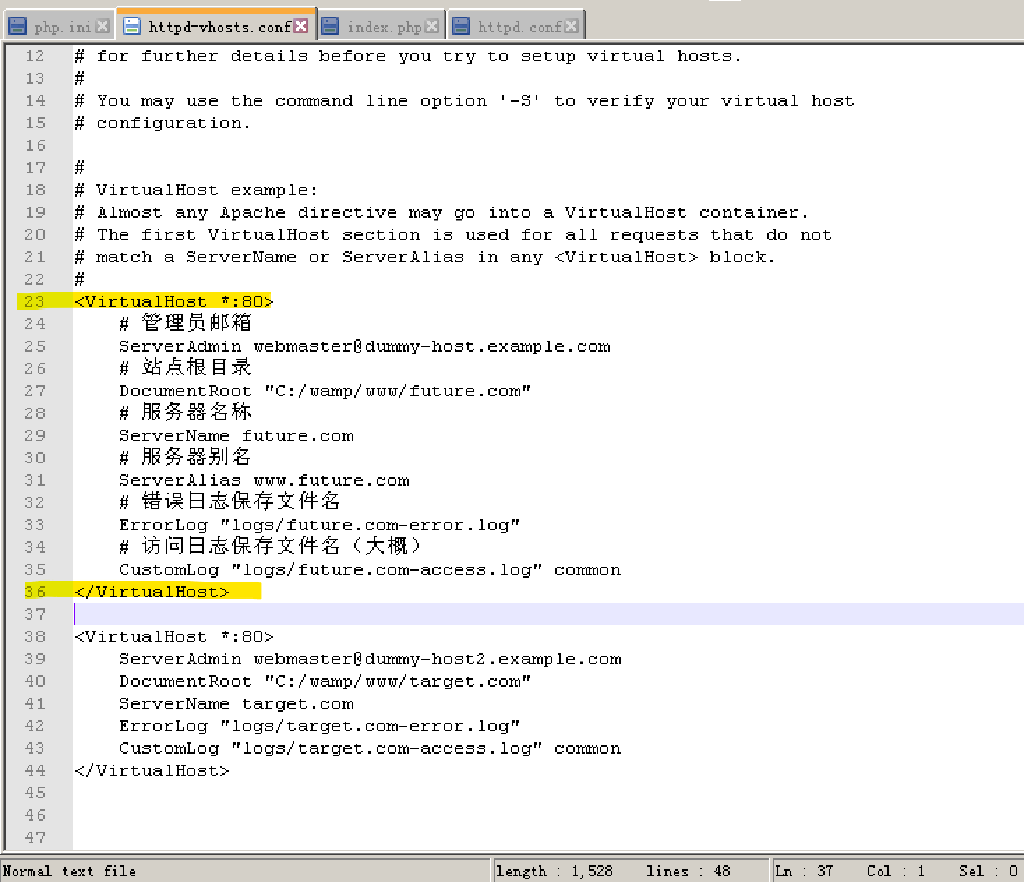 php.ini httpd-vhosts.conf index.php httpd.conf
12 # for further details before you try to setup virtual hosts.
13 #
14 # You may use the command line option '-S' to verify your virtual host
15 # configuration.
16
17 #
18 # VirtualHost example:
19 # Almost any Apache directive may go into a VirtualHost container.
20 # The first VirtualHost section is used for all requests that do not
21 # match a ServerName or ServerAlias in any <VirtualHost> block.
22 #
23 <VirtualHost *:80>
24 # 管理员邮箱
25 ServerAdmin webmaster@dummy-host.example.com
26 # 站点根目录
27 DocumentRoot "C:/wamp/www/future.com"
28 # 服务器名称
29 ServerName future.com
30 # 服务器别名
31 ServerAlias www.future.com
32 # 错误日志保存文件名
33 ErrorLog "logs/future.com-error.log"
34 # 访问日志保存文件名（大概）
35 CustomLog "logs/future.com-access.log" common
36 </VirtualHost>
37
38 <VirtualHost *:80>
39 ServerAdmin webmaster@dummy-host2.example.com
40 DocumentRoot "C:/wamp/www/target.com"
41 ServerName target.com
42 ErrorLog "logs/target.com-error.log"
43 CustomLog "logs/target.com-access.log" common
44 </VirtualHost>
45
46
47
Normal text file length : 1,528 lines : 48 Ln : 37 Col : 1 Sel : 0